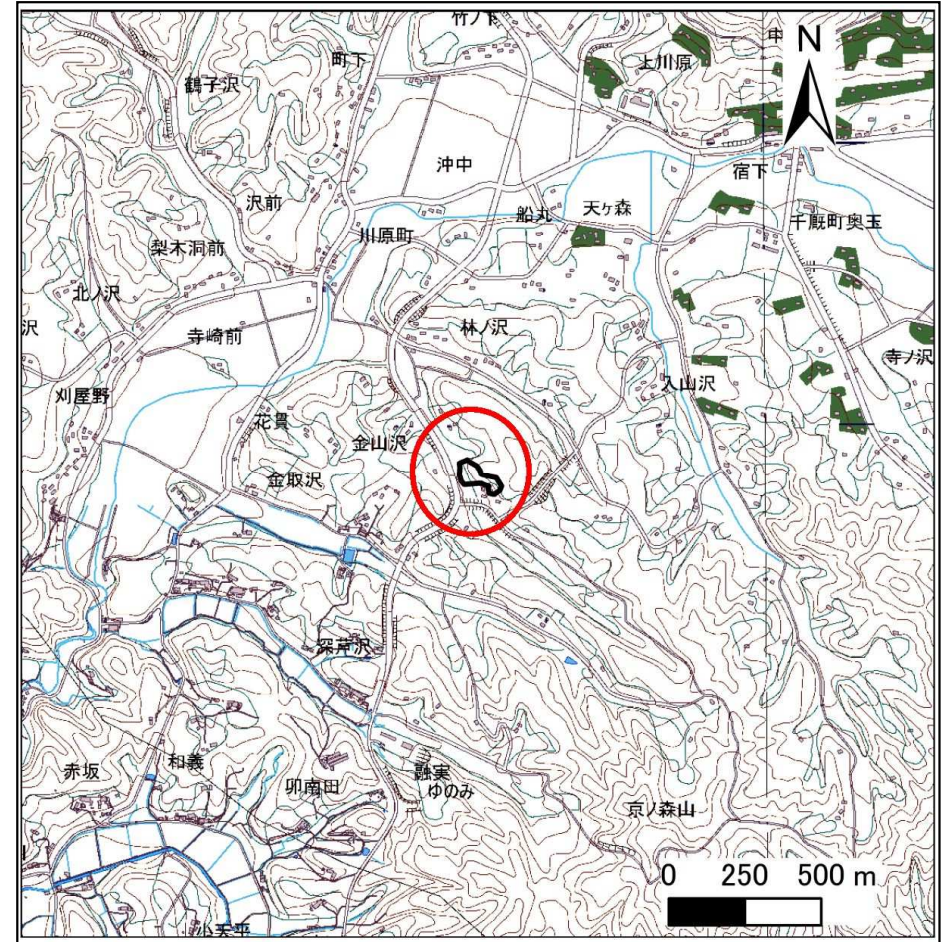 竹ノ下
中
N
町下
上川原
鶴子沢
沖中
宿下
沢前
船丸
天ヶ森
千厩町奥玉
川原町
梨木洞前
北ノ沢
沢
寺崎前
林ノ沢
寺ノ沢
入山沢
刈屋野
花貫
金山沢
金取沢
深芦沢
赤坂
和義
卯南田
融実
ゆのみ
京ノ森山
0 250 500 m
小天平